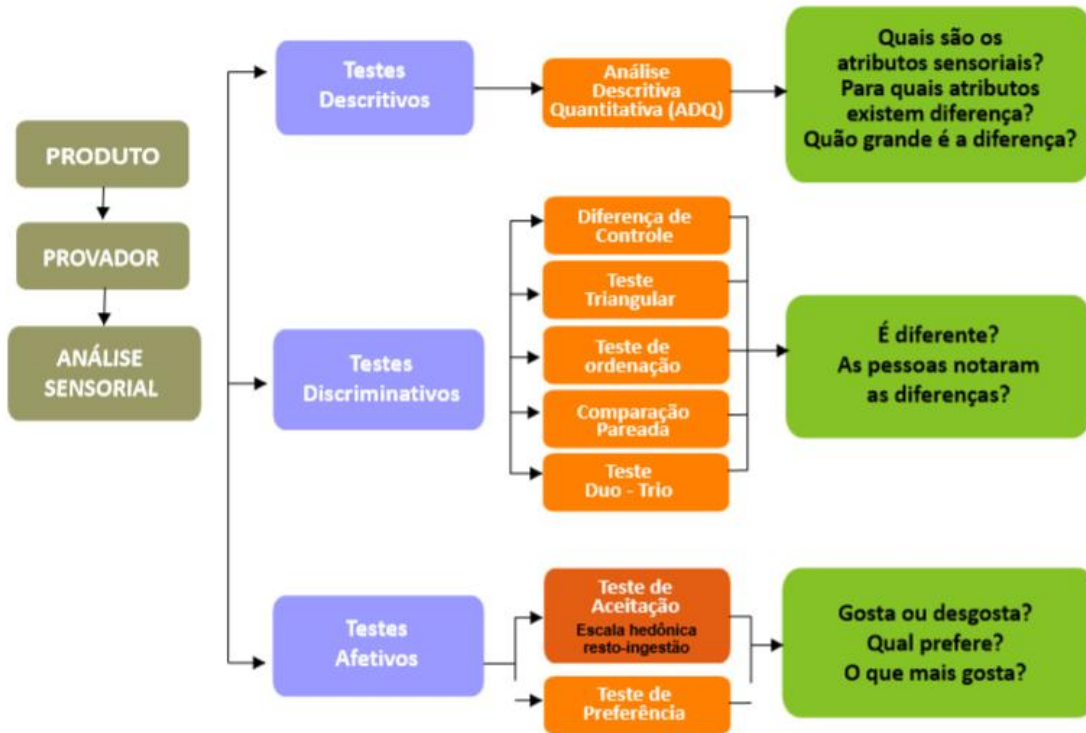 PRODUTO
PROVADOR
ANÁLISE
SENSORIAL
Testes
Descritivos
Análise
Descritiva
Quantitativa (ADQ)
Quais são os
atributos sensoriais?
Para quais atributos
existem diferença?
Quão grande é a diferença?
Testes
Discriminativos
Diferença de
Controle
Teste
Triangular
Teste de
ordenação
Comparação
Pareada
Teste
Duo - Trio
É diferente?
As pessoas notaram
as diferenças?
Testes
Afetivos
Teste de
Aceitação
Escala hedônica
resto-ingestão
Teste de
Preferência
Gosta ou desgosta?
Qual prefere?
O que mais gosta?